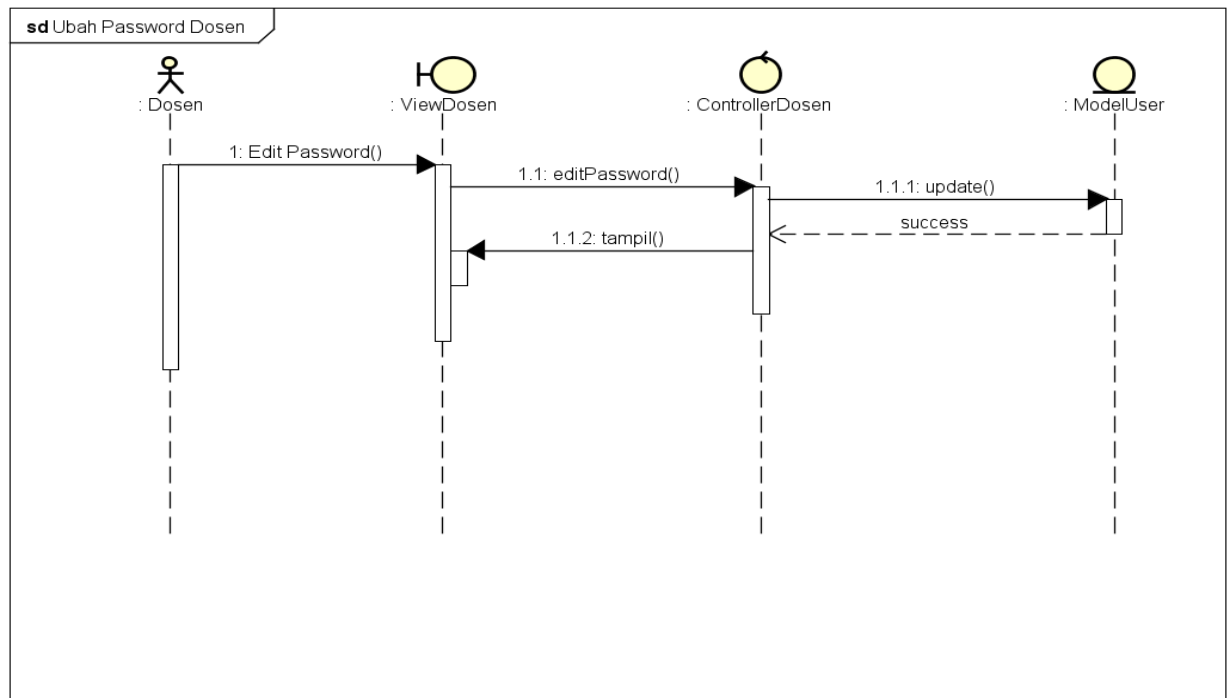 sd Ubah Password Dosen
: Dosen
: ViewDosen
: ControllerDosen
: ModelUser
1: Edit Password()
1.1: editPassword()
1.1.1: update()
success
1.1.2: tampil()